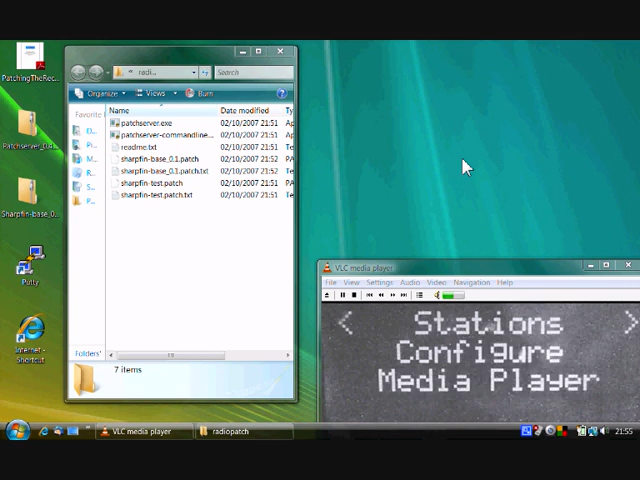 PatchingTheRec...
Patchserver_0.4...
Sharpfin-base_0...
Putty
Internet -
Shortcut
radi...
Search
Organize
Views
Burn
Name
Date modified
Ty
Favorite
D...
Pi...
M...
R...
S...
P...
patchserver.exe
02/10/2007 21:51
Ap
patchserver-commandline...
02/10/2007 21:51
Ap
readme.txt
02/10/2007 21:51
Te
sharpfin-base_0.1.patch
02/10/2007 21:52
PA
sharpfin-base_0.1.patch.txt
02/10/2007 21:52
Te
sharpfin-test.patch
02/10/2007 21:51
PA
sharpfin-test.patch.txt
02/10/2007 21:51
Te
Folders
7 items
VLC media player
File View Settings Audio Video Navigation Help
< Stations >
Configure
Media Player
VLC media player
radiopatch
21:55